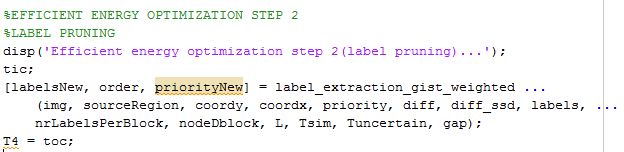 %EFFICIENT ENERGY OPTIMIZATION STEP 2
%LABEL PRUNING
disp('Efficient energy optimization step 2(label pruning)...');
tic;
[labelsNew, order, priorityNew] = label_extraction_gist_weighted ...
(img, sourceRegion, coordy, coordx, priority, diff, diff_ssd, labels, ...
nrLabelsPerBlock, nodeDblock, L, Tsim, Tuncertain, gap);
T4 = toc;